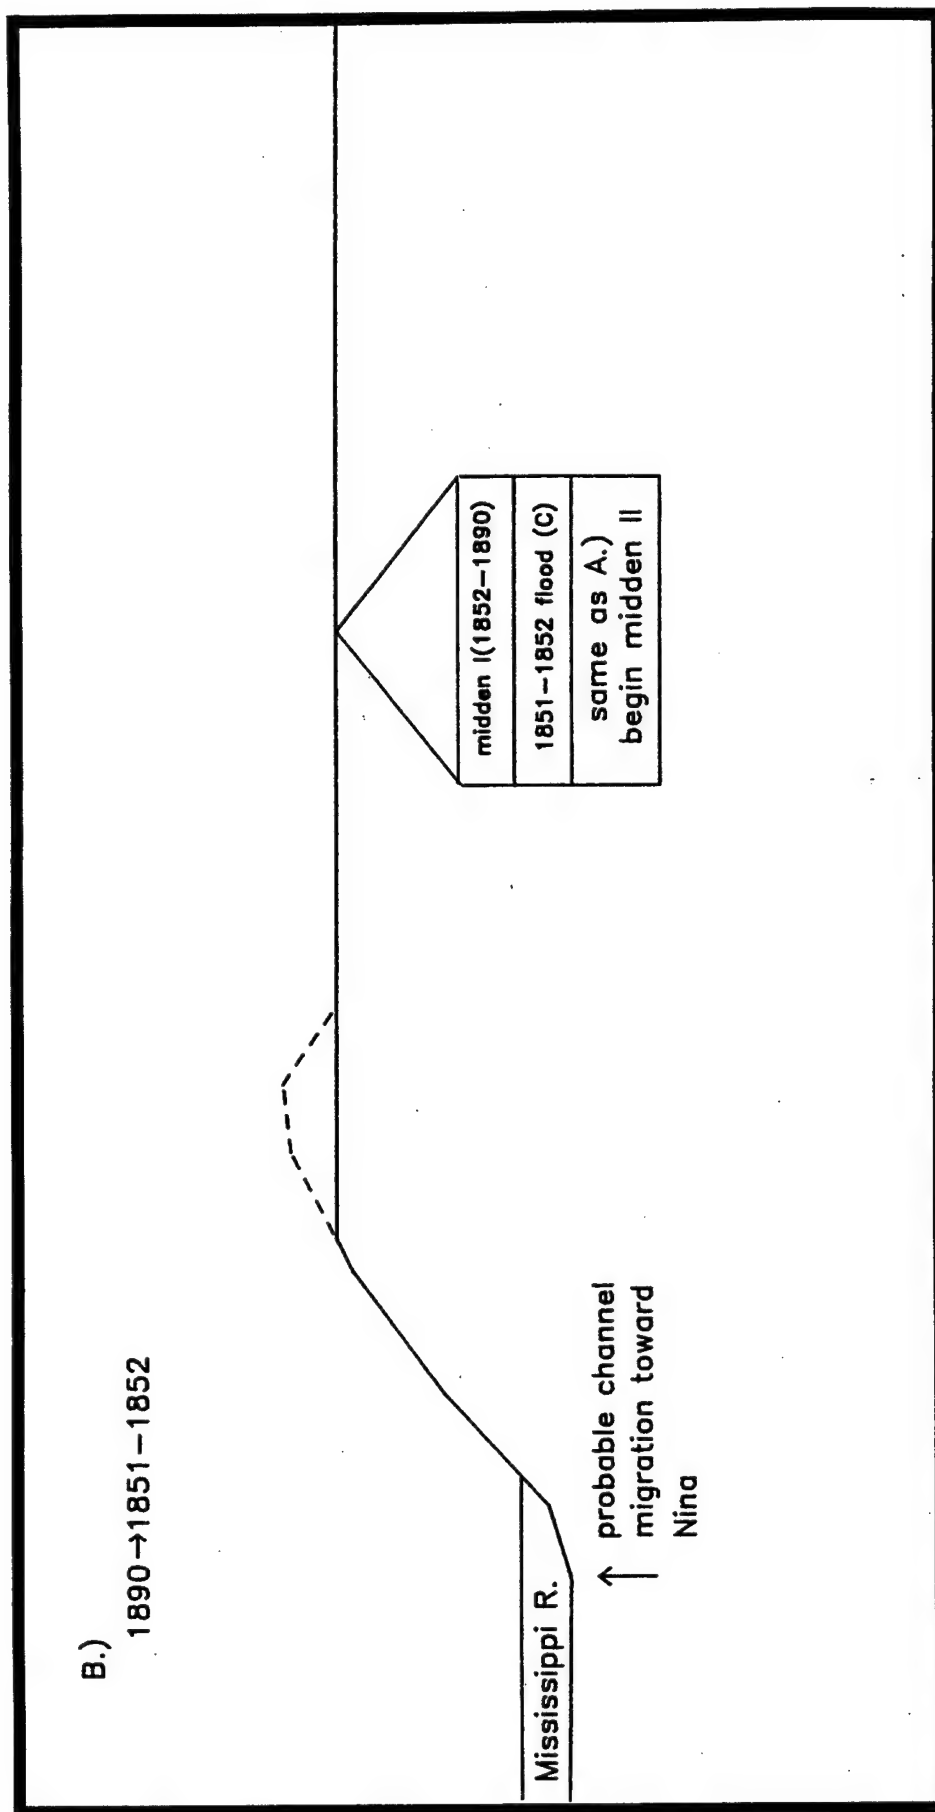 B.)
1890→1851–1852
midden I(1852–1890)
1851–1852 flood (C)
same as A.)
begin midden II
Mississippi R.
probable channel
migration toward
Nina